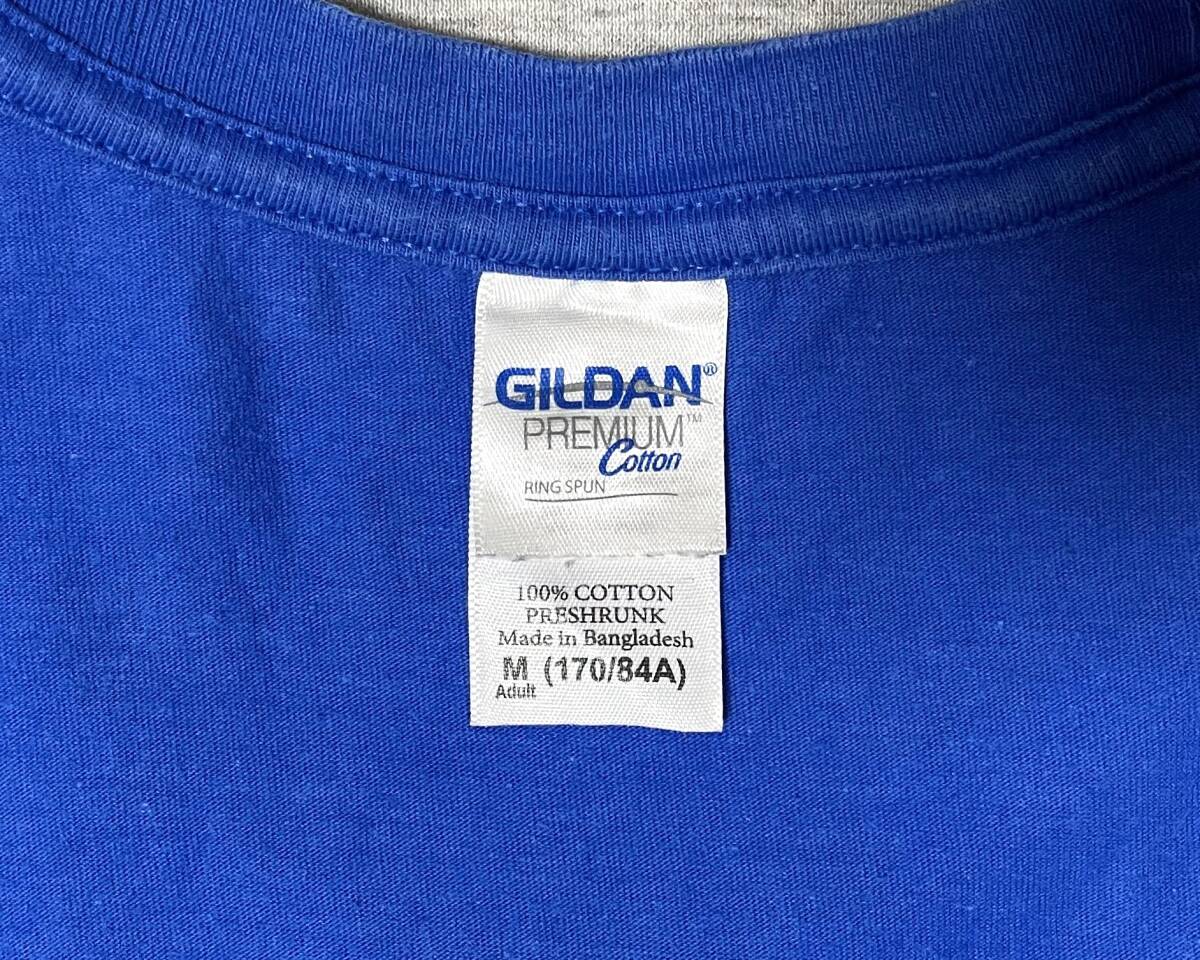 GILDAN®
PREMIUM™
Cotton
RING SPUN
100% COTTON
PRESHRUNK
Made in Bangladesh
M (170/84A)
Adult